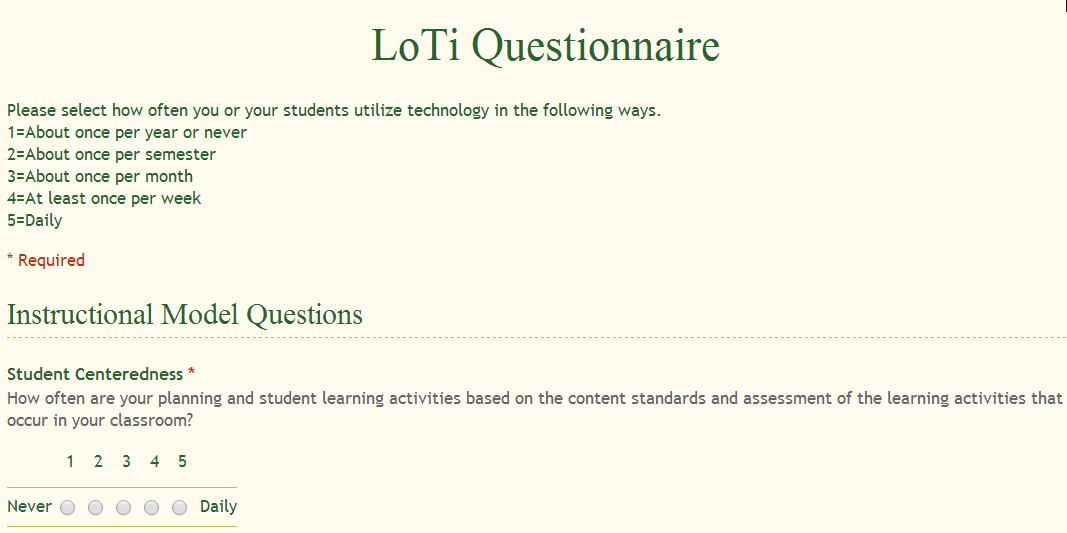 LoTi Questionnaire
Please select how often you or your students utilize technology in the following ways.
1=About once per year or never
2=About once per semester
3=About once per month
4=At least once per week
5=Daily
* Required
Instructional Model Questions
Student Centeredness *
How often are your planning and student learning activities based on the content standards and assessment of the learning activities that
occur in your classroom?
1 2 3 4 5
Never Daily